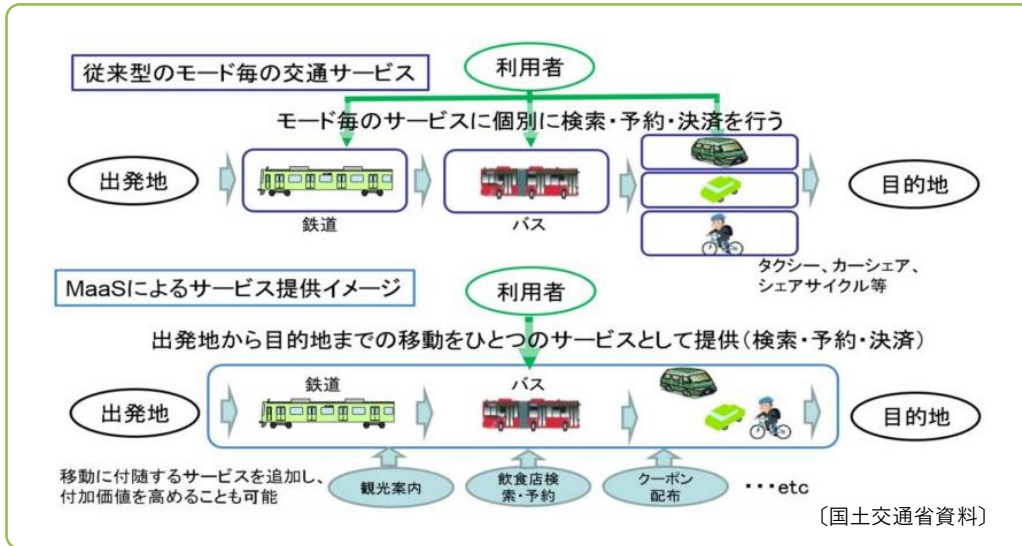 従来型のモード毎の交通サービス
利用者
モード毎のサービスに個別に検索・予約・決済を行う
出発地
鉄道
バス
目的地
タクシー、カーシェア、
シェアサイクル等
MaaSによるサービス提供イメージ
利用者
出発地から目的地までの移動をひとつのサービスとして提供(検索・予約・決済)
出発地
鉄道
バス
目的地
移動に付随するサービスを追加し、
付加価値を高めることも可能
観光案内
飲食店検
索・予約
クーポン
配布
・・・etc
〔国土交通省資料〕